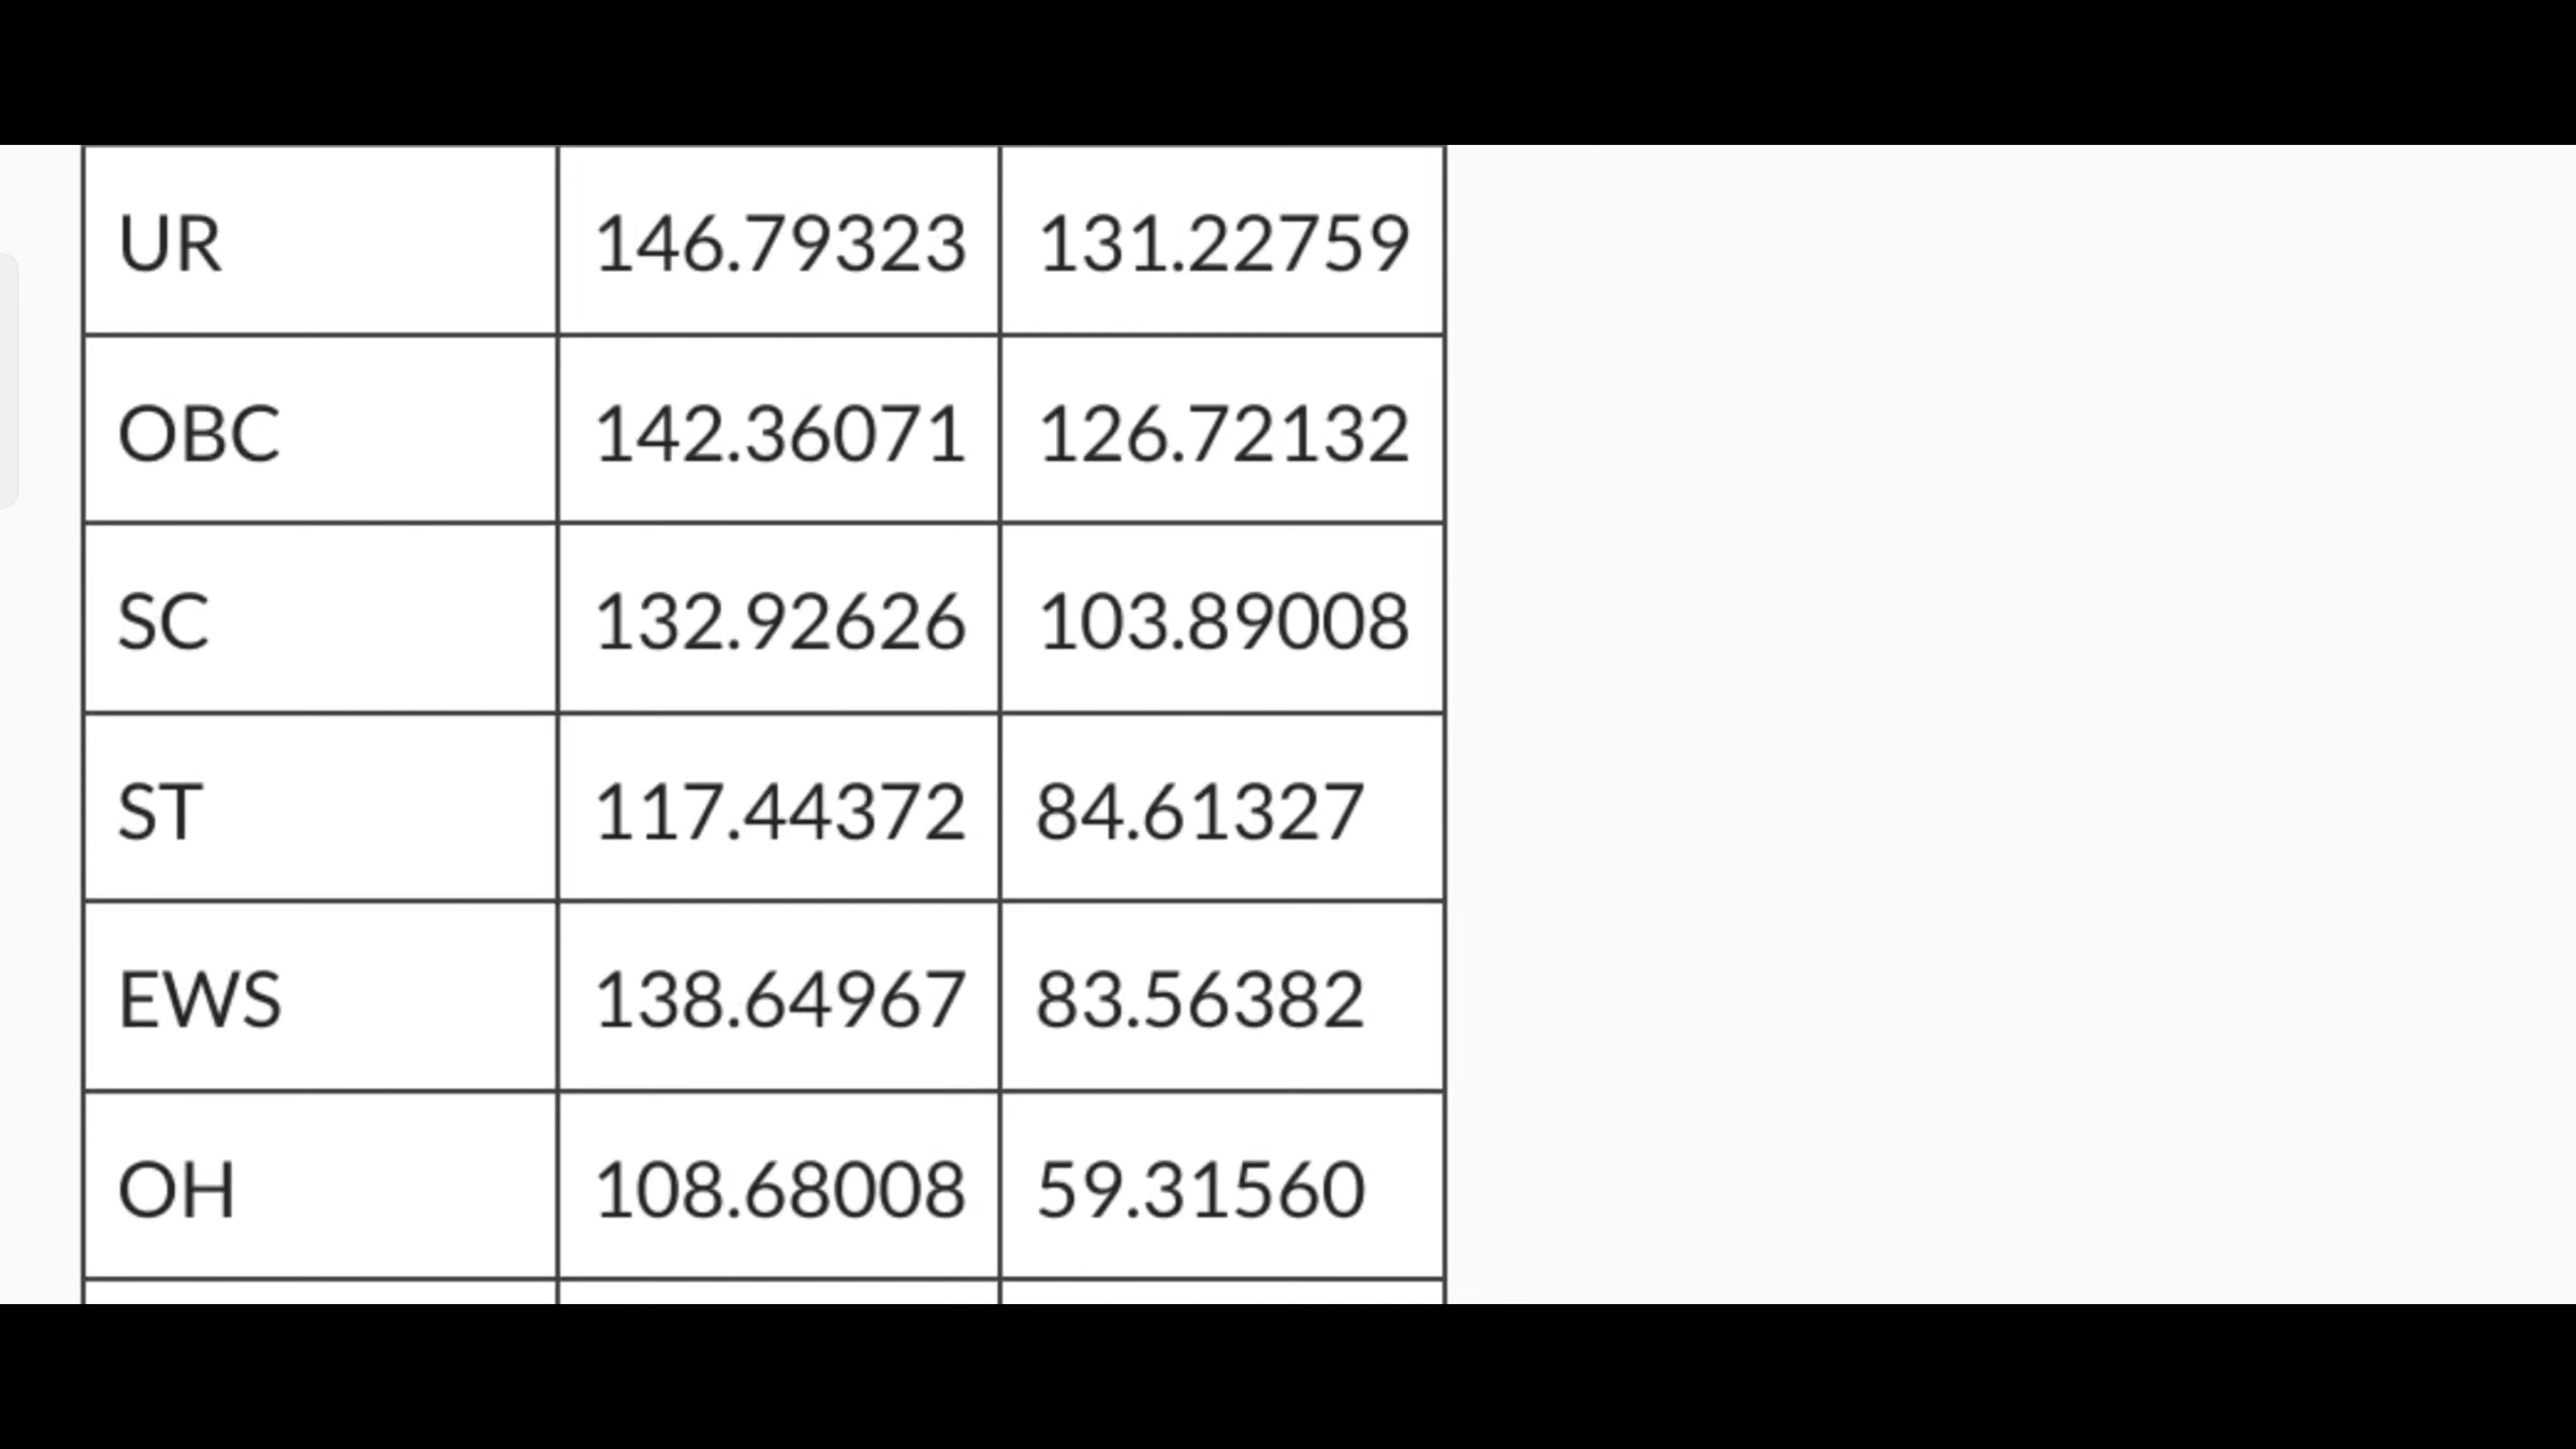 UR 146.79323 131.22759
OBC 142.36071 126.72132
SC 132.92626 103.89008
ST 117.44372 84.61327
EWS 138.64967 83.56382
OH 108.68008 59.31560